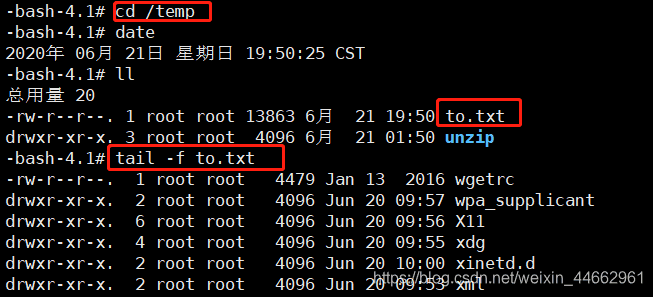 -bash-4.1# cd /temp
-bash-4.1# date
2020年 06月 21日 星期日 19:50:25 CST
-bash-4.1# ll
总用量 20
-rw-r--r--. 1 root root 13863 6月  21 19:50 to.txt
drwxr-xr-x. 3 root root  4096 6月  21 01:50 unzip
-bash-4.1# tail -f to.txt
-rw-r--r--.  1 root root   4479 Jan 13  2016 wgetrc
drwxr-xr-x.  2 root root   4096 Jun 20 09:57 wpa_supplicant
drwxr-xr-x.  6 root root   4096 Jun 20 09:56 X11
drwxr-xr-x.  4 root root   4096 Jun 20 09:55 xdg
drwxr-xr-x.  2 root root   4096 Jun 20 10:00 xinetd.d
drwxr-xr-x.  2 root root   4096 Jun 20 09:53 xml
https://blog.csdn.net/weixin_44662961